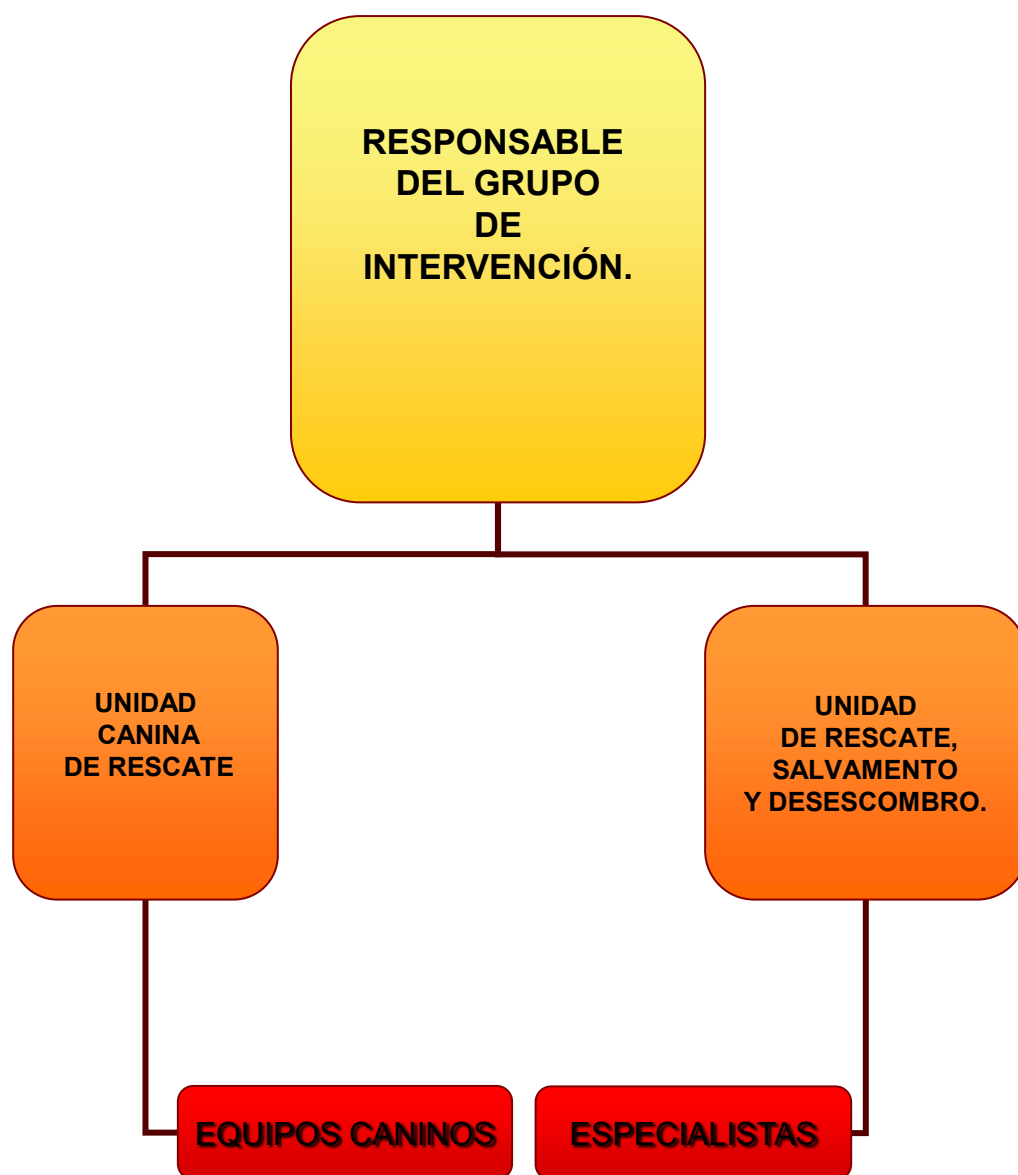 RESPONSABLE
DEL GRUPO
DE
INTERVENCIÓN.
UNIDAD
CANINA
DE RESCATE
UNIDAD
DE RESCATE,
SALVAMENTO
Y DESESCOMBRO.
EQUIPOS CANINOS
ESPECIALISTAS